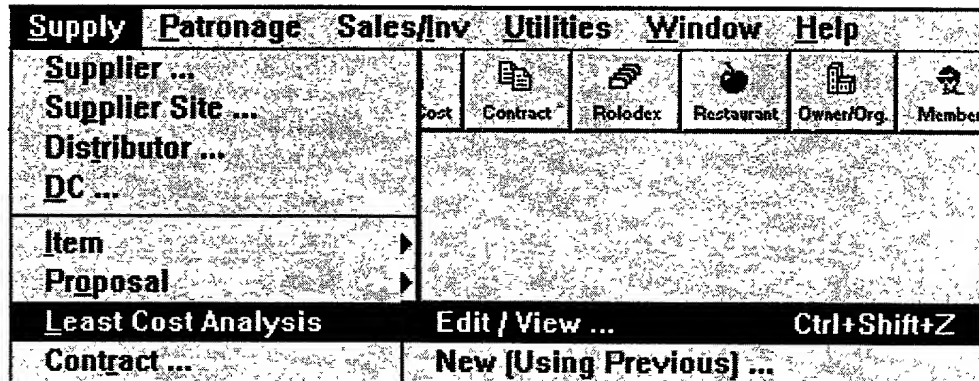 Supply Patronage Sales/Inv Utilities Window Help
Supplier ...
Supplier Site ...
Distributor ...
DC ...
Cost Contract Rolodex Restaurant Owner/Org. Member
Item
Proposal
Least Cost Analysis Edit / View ... Ctrl+Shift+Z
Contract ... New [Using Previous] ...